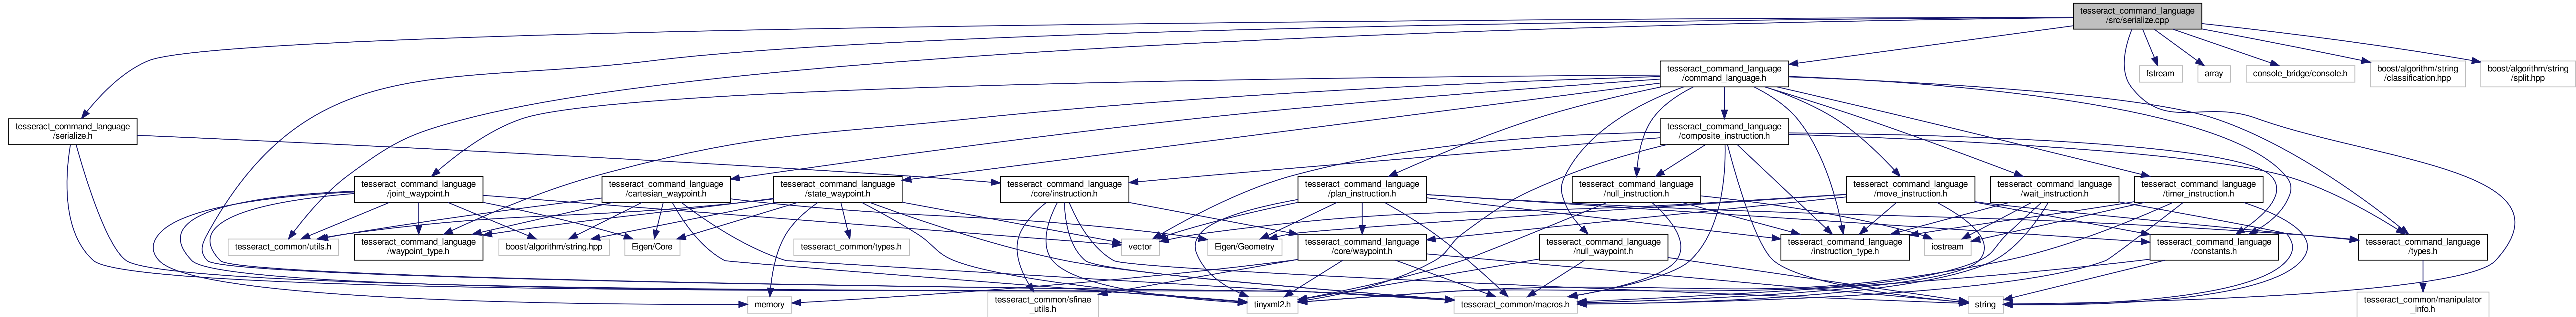 tesseract_command_language
/src/serialize.cpp
tesseract_command_language
/command_language.h
fstream
array
console_bridge/console.h
boost/algorithm/string
/classification.hpp
boost/algorithm/string
/split.hpp
tesseract_command_language
/serialize.h
tesseract_command_language
/composite_instruction.h
tesseract_command_language
/joint_waypoint.h
tesseract_command_language
/cartesian_waypoint.h
tesseract_command_language
/state_waypoint.h
tesseract_command_language
/core/instruction.h
tesseract_command_language
/plan_instruction.h
tesseract_command_language
/null_instruction.h
tesseract_command_language
/move_instruction.h
tesseract_command_language
/wait_instruction.h
tesseract_command_language
/timer_instruction.h
tesseract_common/utils.h
tesseract_command_language
/waypoint_type.h
boost/algorithm/string.hpp
Eigen/Core
tesseract_common/types.h
vector
Eigen/Geometry
tesseract_command_language
/core/waypoint.h
tesseract_command_language
/null_waypoint.h
tesseract_command_language
/instruction_type.h
iostream
tesseract_command_language
/constants.h
tesseract_command_language
/types.h
memory
tesseract_common/sfinae
_utils.h
tinyxml2.h
tesseract_common/macros.h
string
tesseract_common/manipulator
_info.h